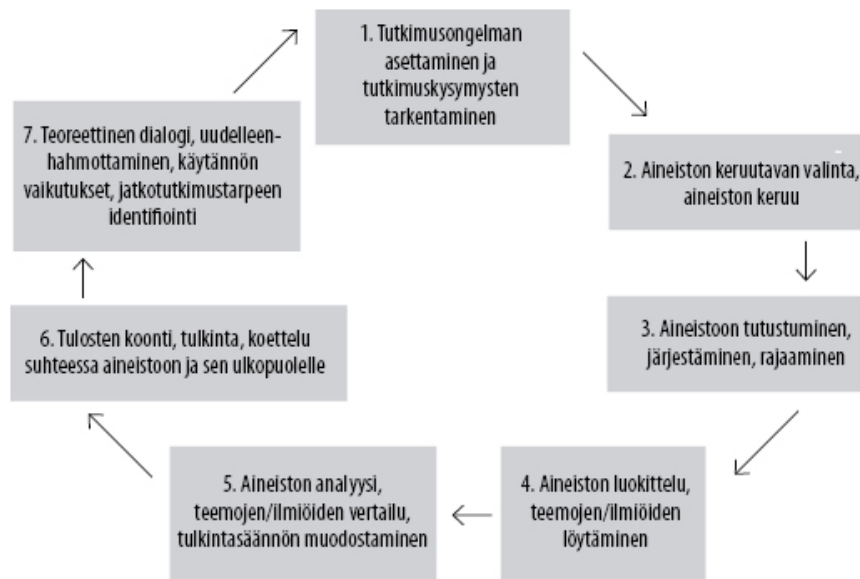 1. Tutkimusongelman
asettaminen ja
tutkimuskysymysten
tarkentaminen
2. Aineiston keruutavan valinta,
aineiston keruu
3. Aineistoon tutustuminen,
järjestäminen, rajaaminen
4. Aineiston luokittelu,
teemojen/ilmiöiden
löytäminen
5. Aineiston analyysi,
teemojen/ilmiöiden vertailu,
tulkintasäännön muodostaminen
6. Tulosten koonti, tulkinta, koettelu
suhteessa aineistoon ja sen ulkopuolelle
7. Teoreettinen dialogi, uudelleen-
hahmottaminen, käytännön
vaikutukset, jatkotutkimustarpeen
identifiointi